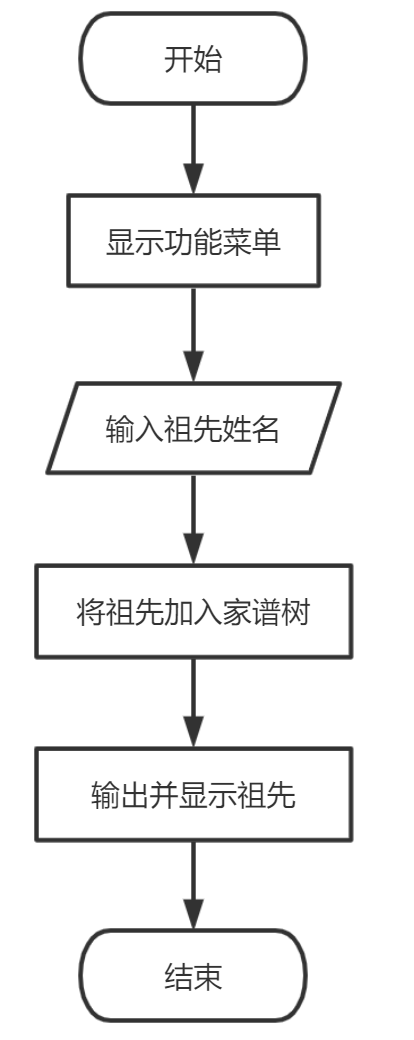 开始
显示功能菜单
输入祖先姓名
将祖先加入家谱树
输出并显示祖先
结束